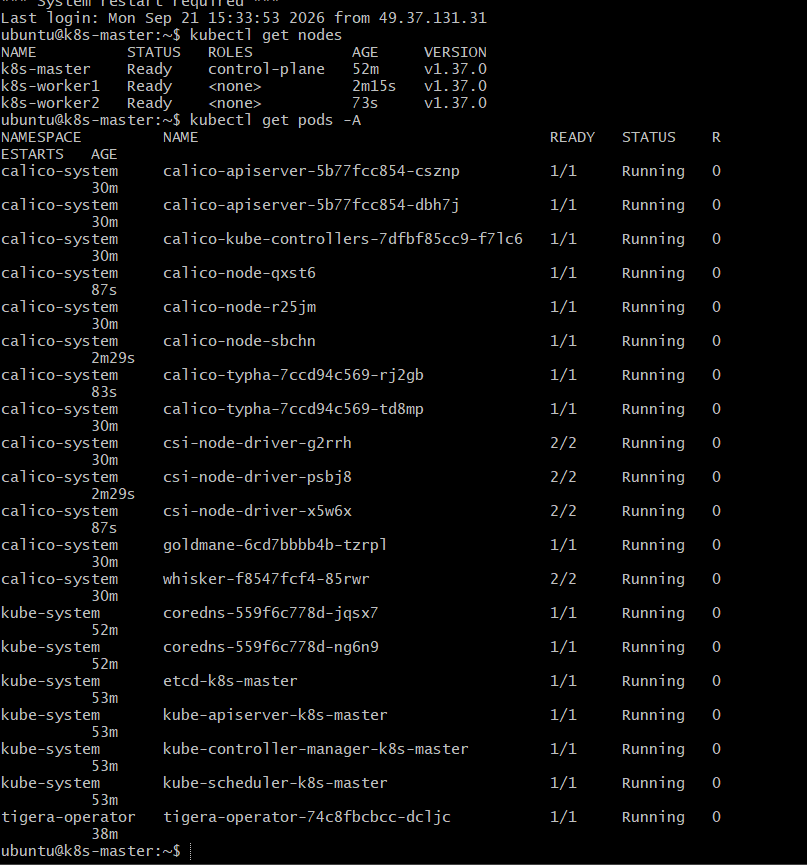 *** System restart required ***
Last login: Mon Sep 21 15:33:53 2026 from 49.37.131.31
ubuntu@k8s-master:~$ kubectl get nodes
NAME          STATUS   ROLES           AGE     VERSION
k8s-master    Ready    control-plane   52m     v1.37.0
k8s-worker1   Ready    <none>          2m15s   v1.37.0
k8s-worker2   Ready    <none>          73s     v1.37.0
ubuntu@k8s-master:~$ kubectl get pods -A
NAMESPACE         NAME                                       READY   STATUS    R
ESTARTS   AGE
calico-system     calico-apiserver-5b77fcc854-csznp          1/1     Running   0
          30m
calico-system     calico-apiserver-5b77fcc854-dbh7j          1/1     Running   0
          30m
calico-system     calico-kube-controllers-7dfbf85cc9-f7lc6   1/1     Running   0
          30m
calico-system     calico-node-qxst6                          1/1     Running   0
          87s
calico-system     calico-node-r25jm                          1/1     Running   0
          30m
calico-system     calico-node-sbchn                          1/1     Running   0
          2m29s
calico-system     calico-typha-7ccd94c569-rj2gb              1/1     Running   0
          83s
calico-system     calico-typha-7ccd94c569-td8mp              1/1     Running   0
          30m
calico-system     csi-node-driver-g2rrh                      2/2     Running   0
          30m
calico-system     csi-node-driver-psbj8                      2/2     Running   0
          2m29s
calico-system     csi-node-driver-x5w6x                      2/2     Running   0
          87s
calico-system     goldmane-6cd7bbbb4b-tzrpl                  1/1     Running   0
          30m
calico-system     whisker-f8547fcf4-85rwr                    2/2     Running   0
          30m
kube-system       coredns-559f6c778d-jqsx7                   1/1     Running   0
          52m
kube-system       coredns-559f6c778d-ng6n9                   1/1     Running   0
          52m
kube-system       etcd-k8s-master                            1/1     Running   0
          53m
kube-system       kube-apiserver-k8s-master                  1/1     Running   0
          53m
kube-system       kube-controller-manager-k8s-master         1/1     Running   0
          53m
kube-system       kube-scheduler-k8s-master                  1/1     Running   0
          53m
tigera-operator   tigera-operator-74c8fbcbcc-dcljc           1/1     Running   0
          38m
ubuntu@k8s-master:~$